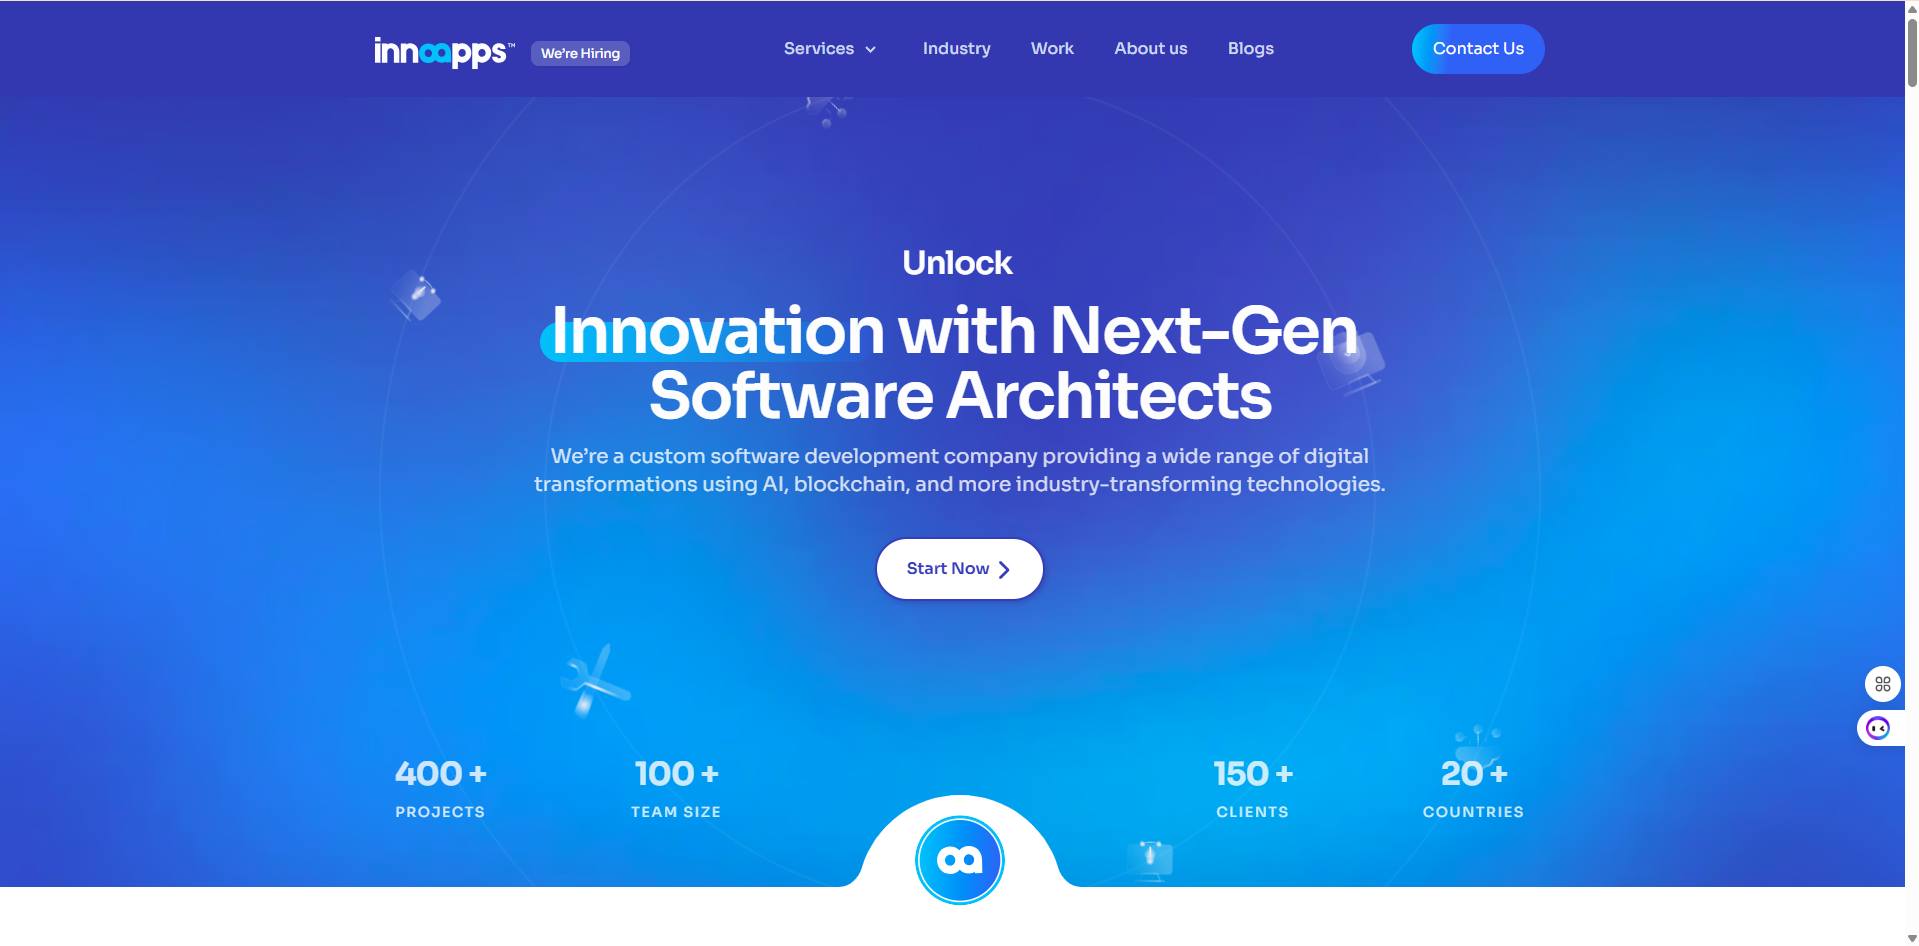 innoapps™
We're Hiring
Services
Industry
Work
About us
Blogs
Contact Us
Unlock
Innovation with Next-Gen
Software Architects
We're a custom software development company providing a wide range of digital
transformations using AI, blockchain, and more industry-transforming technologies.
Start Now
400 +
PROJECTS
100 +
TEAM SIZE
150 +
CLIENTS
20 +
COUNTRIES